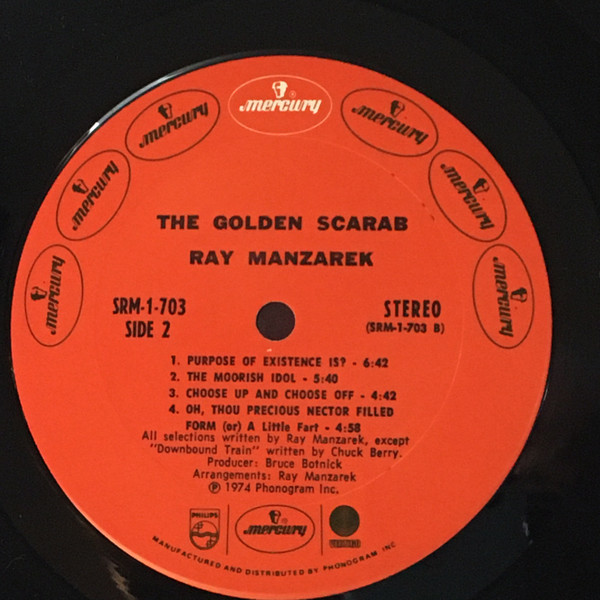 mercury
mercury
mercury
mercury
mercury
mercury
mercury
THE GOLDEN SCARAB
RAY MANZAREK
SRM-1-703
SIDE 2
STEREO
(SRM-1-703 B)
1. PURPOSE OF EXISTENCE IS? - 6:42
2. THE MOORISH IDOL - 5:40
3. CHOOSE UP AND CHOOSE OFF - 4:42
4. OH, THOU PRECIOUS NECTOR FILLED
FORM (or) A Little Fart - 4:58
All selections written by Ray Manzarek, except
"Downbound Train" written by Chuck Berry.
Producer: Bruce Botnick
Arrangements: Ray Manzarek
Ⓟ 1974 Phonogram Inc.
PHILIPS
mercury
VERTIGO
MANUFACTURED AND DISTRIBUTED BY PHONOGRAM, INC.